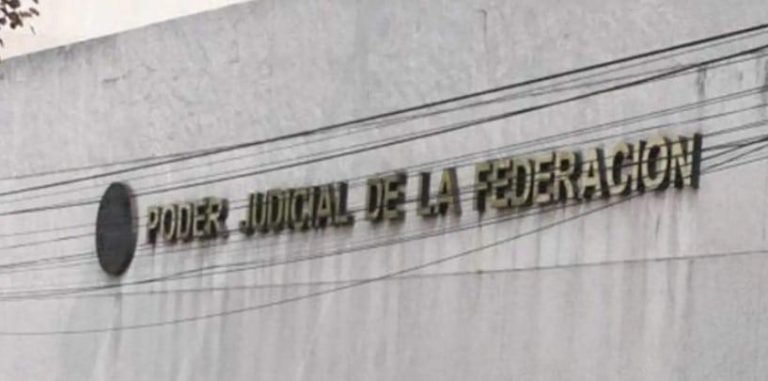 PODER JUDICIAL DE LA FEDERACION